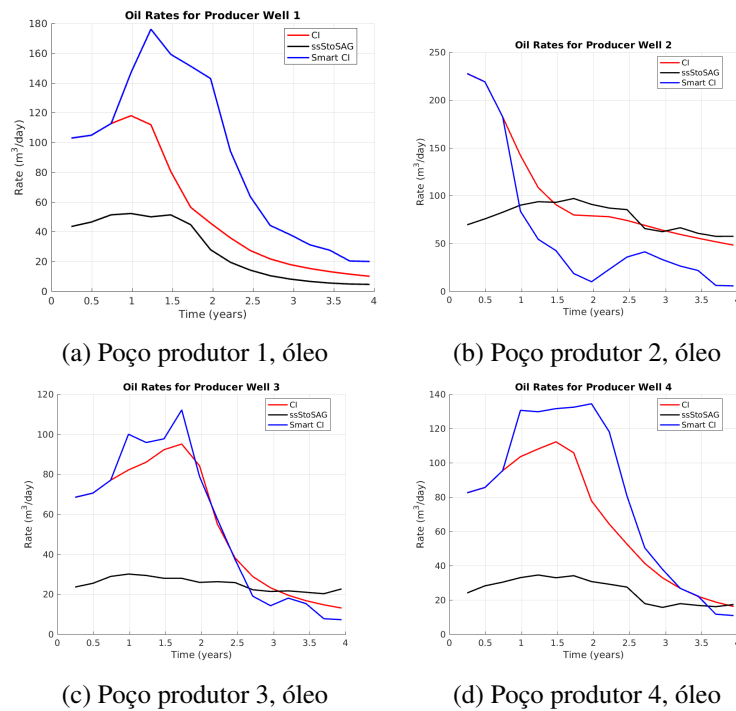 Oil Rates for Producer Well 1
180
160
140
120
100
80
60
40
20
0
Rate (m³/day)
CI
ssStoSAG
Smart CI
0 0.5 1 1.5 2 2.5 3 3.5 4
Time (years)
(a) Poço produtor 1, óleo
Oil Rates for Producer Well 2
250
200
150
100
50
0
Rate (m³/day)
CI
ssStoSAG
Smart CI
0 0.5 1 1.5 2 2.5 3 3.5 4
Time (years)
(b) Poço produtor 2, óleo
Oil Rates for Producer Well 3
120
100
80
60
40
20
0
Rate (m³/day)
CI
ssStoSAG
Smart CI
0 0.5 1 1.5 2 2.5 3 3.5 4
Time (years)
(c) Poço produtor 3, óleo
Oil Rates for Producer Well 4
140
120
100
80
60
40
20
0
Rate (m³/day)
CI
ssStoSAG
Smart CI
0 0.5 1 1.5 2 2.5 3 3.5 4
Time (years)
(d) Poço produtor 4, óleo